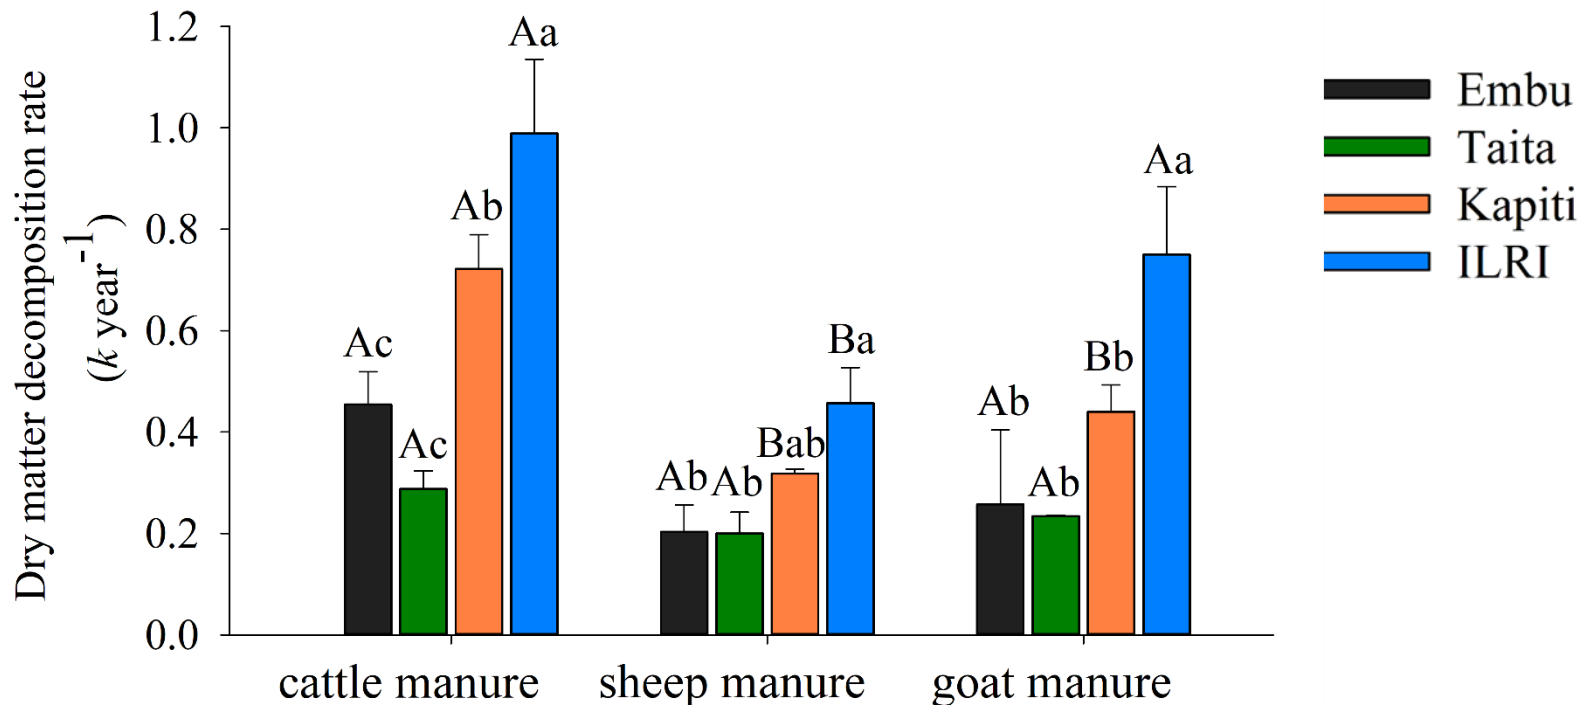 Dry matter decomposition rate
(k year-1)
1.2
1.0
0.8
0.6
0.4
0.2
0.0
Ac
Ac
Ab
Aa
Ab
Ab
Bab
Ba
Ab
Ab
Bb
Aa
cattle manure
sheep manure
goat manure
Embu
Taita
Kapiti
ILRI